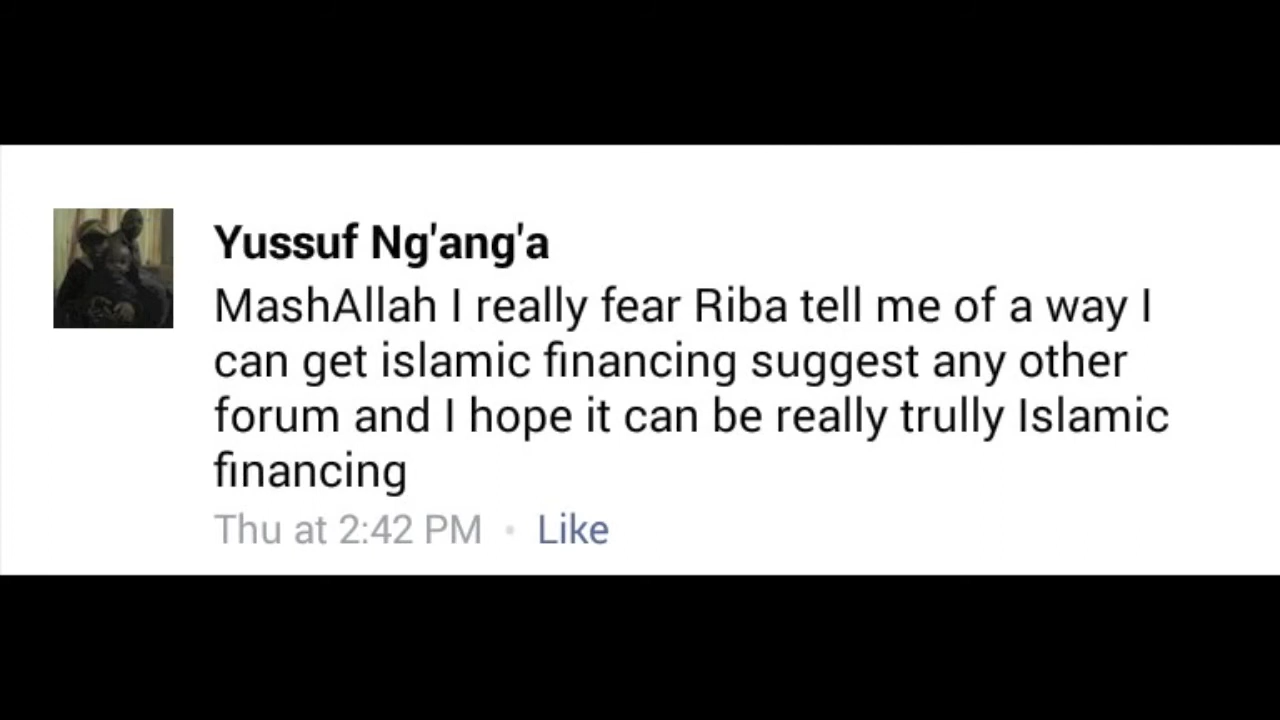 Yussuf Ng'ang'a
MashAllah I really fear Riba tell me of a way I
can get islamic financing suggest any other
forum and I hope it can be really trully Islamic
financing
Thu at 2:42 PM • Like